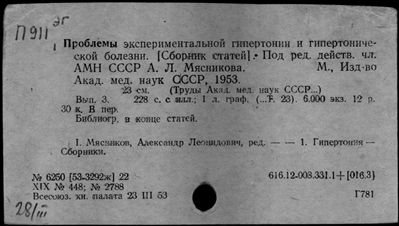 П911 эг
Проблемы экспериментальной гипертонии и гипертонической
болезни. [Сборник статей]. Под ред. действ. чл.
АМН СССР А. Л. Мясникова. М., Изд-во
Акад. мед. наук СССР, 1953.
23 см. (Труды Акад. мед. наук СССР...)
Вып. 3. 228 с. с илл.; 1 л. граф. (...Т. 23). 6.000 экз. 12 р.
30 к. В пер.
Библиогр. в конце статей.
I. Мясников, Александр Леонидович, ред. — — 1. Гипертония —
Сборники.
№ 6250 [53-3292ж] 22 616.12-008.331.1+[016.3]
XIX № 448; № 2788
Всесоюз. кн. палата 23 III 53 Г781
28/III